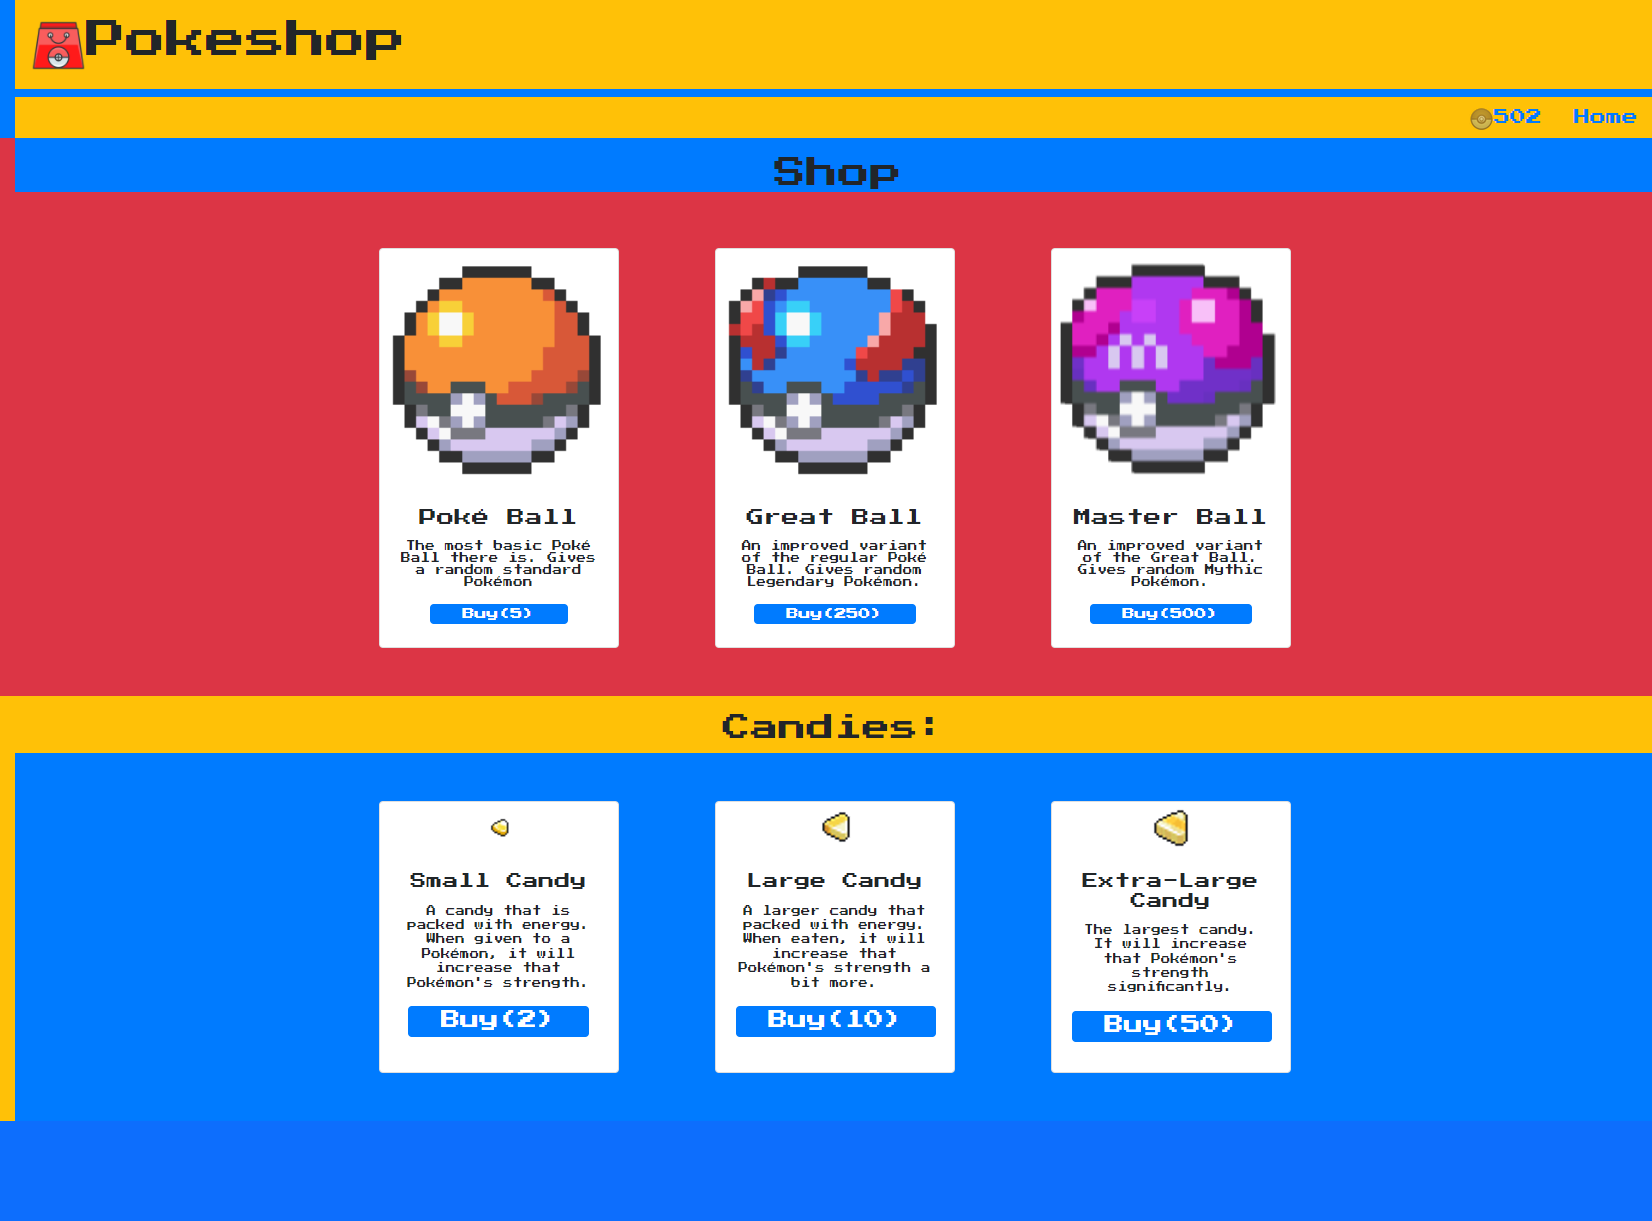 Pokeshop
502 Home
Shop
Poké Ball
The most basic Poké
Ball there is. Gives
a random standard
Pokémon
Buy(5)
Great Ball
An improved variant
of the regular Poké
Ball. Gives random
Legendary Pokémon.
Buy(250)
Master Ball
An improved variant
of the Great Ball.
Gives random Mythic
Pokémon.
Buy(500)
Candies:
Small Candy
A candy that is
packed with energy.
When given to a
Pokémon, it will
increase that
Pokémon's strength.
Buy(2)
Large Candy
A larger candy that
packed with energy.
When eaten, it will
increase that
Pokémon's strength a
bit more.
Buy(10)
Extra-Large
Candy
The largest candy.
It will increase
that Pokémon's
strength
significantly.
Buy(50)